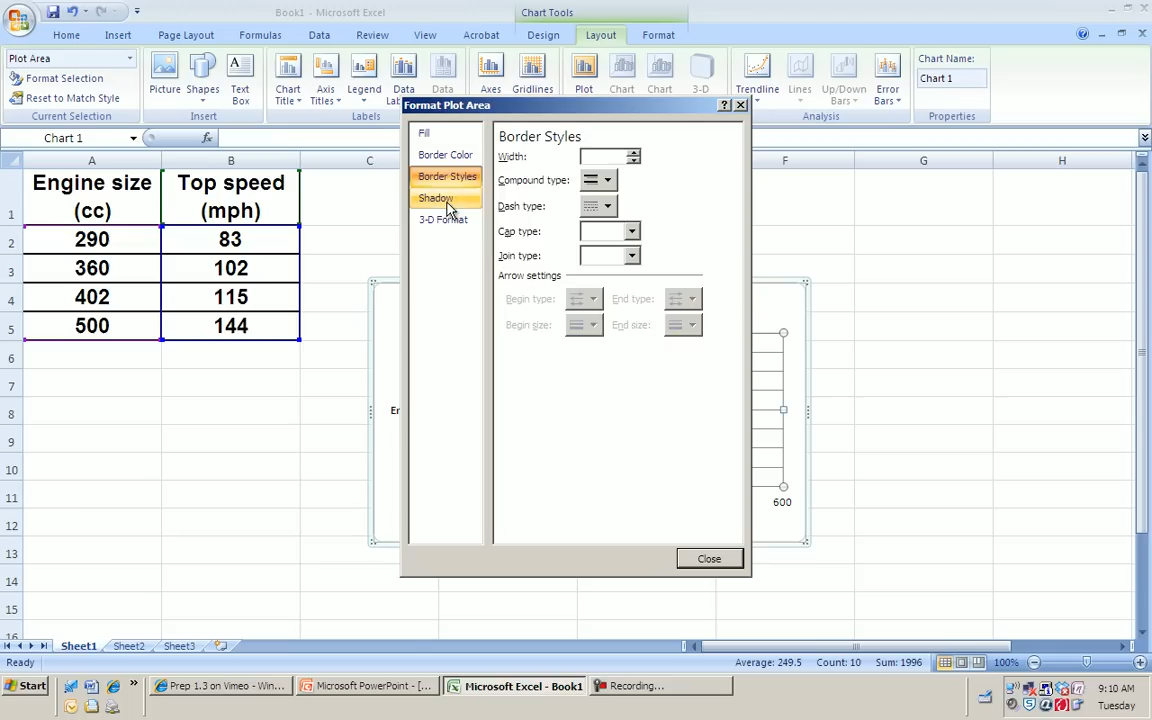 Book1 - Microsoft Excel
Chart Tools
Home
Insert
Page Layout
Formulas
Data
Review
View
Acrobat
Design
Layout
Format
Plot Area
Format Selection
Reset to Match Style
Current Selection
Picture
Shapes
Text
Box
Insert
Chart
Title
Axis
Titles
Legend
Data
Labels
Data
Labels
Axes
Gridlines
Plot
Chart
Chart
3-D
Trendline
Lines
Up/Down
Bars
Error
Bars
Analysis
Chart Name:
Chart 1
Properties
Chart 1
fx
A
B
C
F
G
H
1
Engine size
(cc)
Top speed
(mph)
2
290
83
3
360
102
4
402
115
5
500
144
6
7
8
9
10
11
12
13
14
15
16
En
600
Format Plot Area
Fill
Border Color
Border Styles
Shadow
3-D Format
Border Styles
Width:
Compound type:
Dash type:
Cap type:
Join type:
Arrow settings
Begin type:
End type:
Begin size:
End size:
Close
Sheet1
Sheet2
Sheet3
Ready
Average: 249.5
Count: 10
Sum: 1996
100%
Start
Prep 1.3 on Vimeo - Win...
Microsoft PowerPoint - [...
Microsoft Excel - Book1
Recording...
9:10 AM
Tuesday